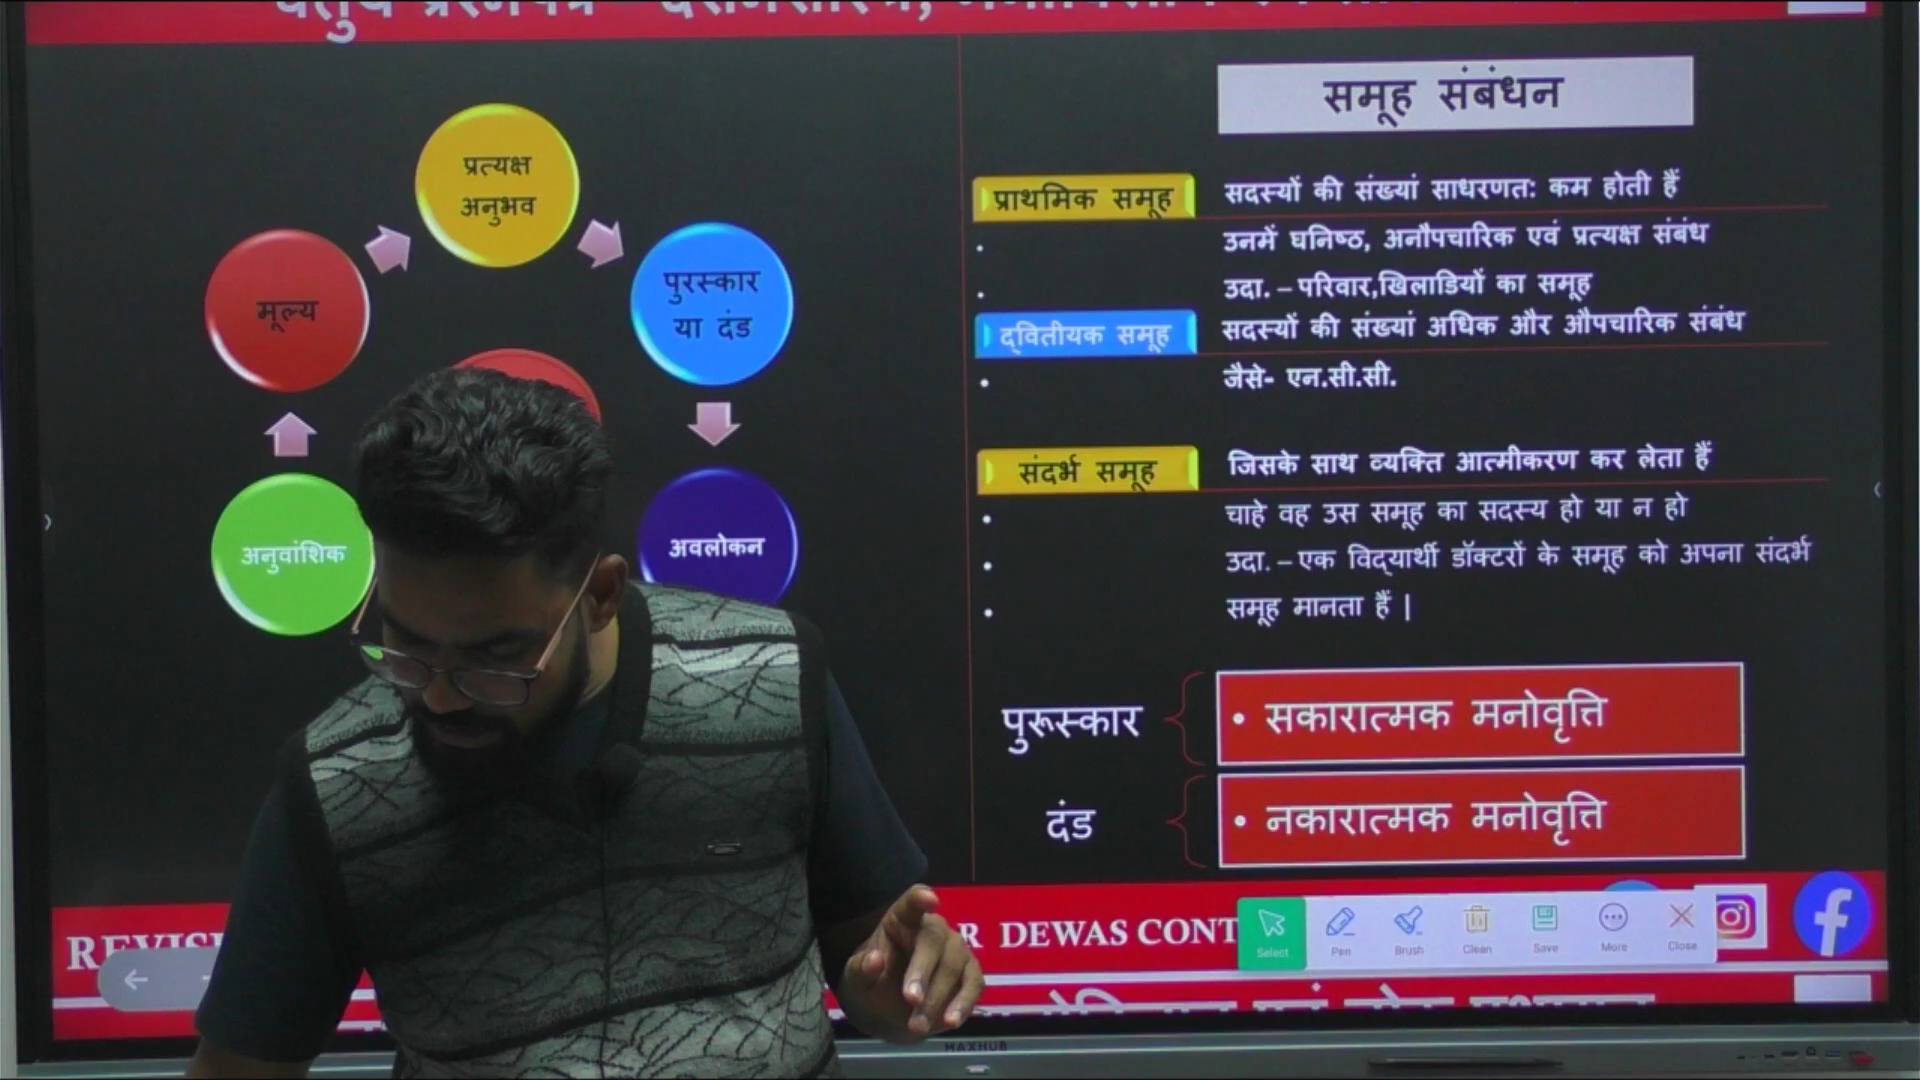 चतुर्थ प्रश्नपत्र
प्रत्यक्ष
अनुभव
मूल्य
पुरस्कार
या दंड
अनुवांशिक
अवलोकन
समूह संबंधन
प्राथमिक समूह
सदस्यों की संख्यां साधरणत: कम होती हैं
उनमें घनिष्ठ, अनौपचारिक एवं प्रत्यक्ष संबंध
उदा. – परिवार,खिलाडियों का समूह
द्वितीयक समूह
सदस्यों की संख्यां अधिक और औपचारिक संबंध
जैसे- एन.सी.सी.
संदर्भ समूह
जिसके साथ व्यक्ति आत्मीकरण कर लेता हैं
चाहे वह उस समूह का सदस्य हो या न हो
उदा. – एक विद्यार्थी डॉक्टरों के समूह को अपना संदर्भ
समूह मानता हैं |
पुरूस्कार
• सकारात्मक मनोवृत्ति
दंड
• नकारात्मक मनोवृत्ति
DEWAS CONT
Select Pen Brush Clean Save More Close
MAXHUB